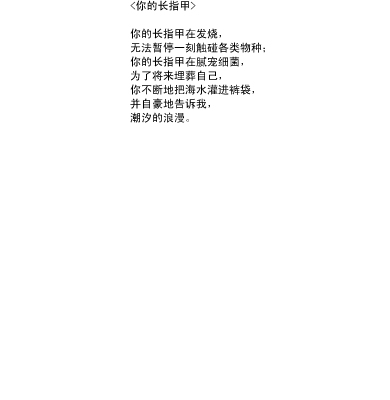 <你的长指甲>
你的长指甲在发烧，
无法暂停一刻触碰各类物种；
你的长指甲在腻宠细菌，
为了将来埋葬自己，
你不断地把海水灌进裤袋，
并自豪地告诉我，
潮汐的浪漫。